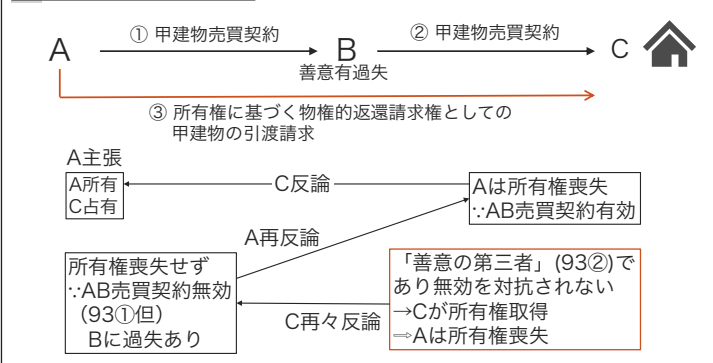 ① 甲建物売買契約
② 甲建物売買契約
A
B
C
善意有過失
③ 所有権に基づく物権的返還請求権としての
甲建物の引渡請求
A主張
A所有
C占有
C反論
Aは所有権喪失
∵AB売買契約有効
A再反論
所有権喪失せず
∵AB売買契約無効
（93①但）
Bに過失あり
C再々反論
「善意の第三者」(93②)で
あり無効を対抗されない
→Cが所有権取得
⇒Aは所有権喪失